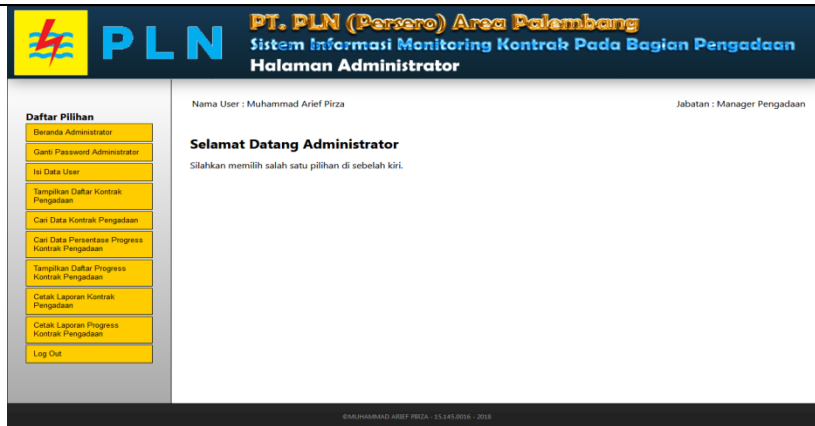 PLN
PT. PLN (Persero) Area Palembang
Sistem Informasi Monitoring Kontrak Pada Bagian Pengadaan
Halaman Administrator
Daftar Pilihan
Beranda Administrator
Ganti Password Administrator
Isi Data User
Tampilkan Daftar Kontrak
Pengadaan
Cari Data Kontrak Pengadaan
Cari Data Persentase Progress
Kontrak Pengadaan
Tampilkan Daftar Progress
Kontrak Pengadaan
Cetak Laporan Kontrak
Pengadaan
Cetak Laporan Progress
Kontrak Pengadaan
Log Out
Nama User : Muhammad Arief Pirza
Jabatan : Manager Pengadaan
Selamat Datang Administrator
Silahkan memilih salah satu pilihan di sebelah kiri.
©MUHAMMAD ARIEF PIRZA - 15.145.0016 - 2018